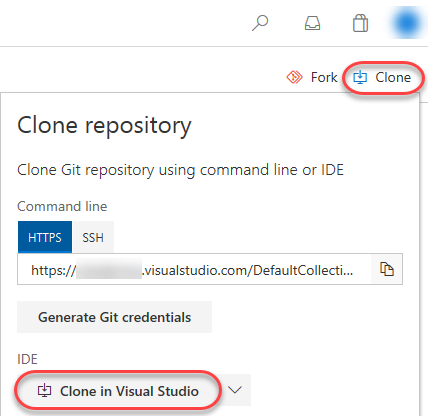 Fork Clone
Clone repository
Clone Git repository using command line or IDE
Command line
HTTPS SSH
https:// .visualstudio.com/DefaultCollecti...
Generate Git credentials
IDE
Clone in Visual Studio